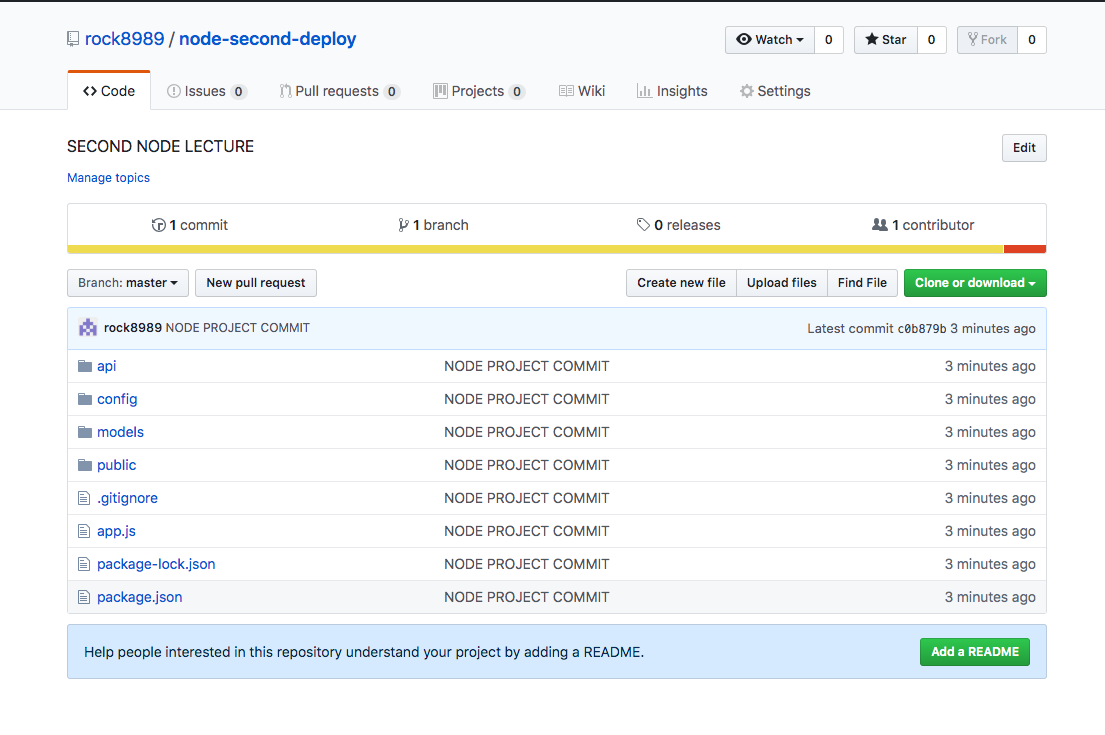 rock8989 / node-second-deploy
Watch 0 Star 0 Fork 0
Code Issues 0 Pull requests 0 Projects 0 Wiki Insights Settings
SECOND NODE LECTURE
Edit
Manage topics
1 commit 1 branch 0 releases 1 contributor
Branch: master New pull request Create new file Upload files Find File Clone or download
rock8989 NODE PROJECT COMMIT Latest commit c0b879b 3 minutes ago
api NODE PROJECT COMMIT 3 minutes ago
config NODE PROJECT COMMIT 3 minutes ago
models NODE PROJECT COMMIT 3 minutes ago
public NODE PROJECT COMMIT 3 minutes ago
.gitignore NODE PROJECT COMMIT 3 minutes ago
app.js NODE PROJECT COMMIT 3 minutes ago
package-lock.json NODE PROJECT COMMIT 3 minutes ago
package.json NODE PROJECT COMMIT 3 minutes ago
Help people interested in this repository understand your project by adding a README. Add a README